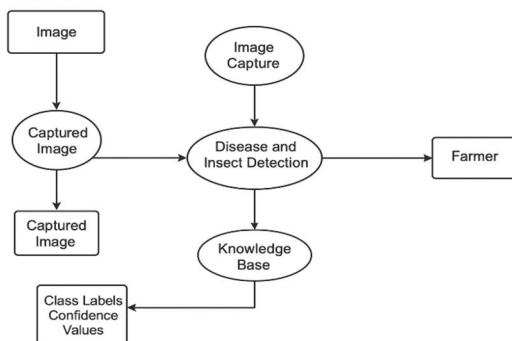 Image
Image
Capture
Captured
Image
Disease and
Insect Detection
Farmer
Captured
Image
Knowledge
Base
Class Labels
Confidence
Values